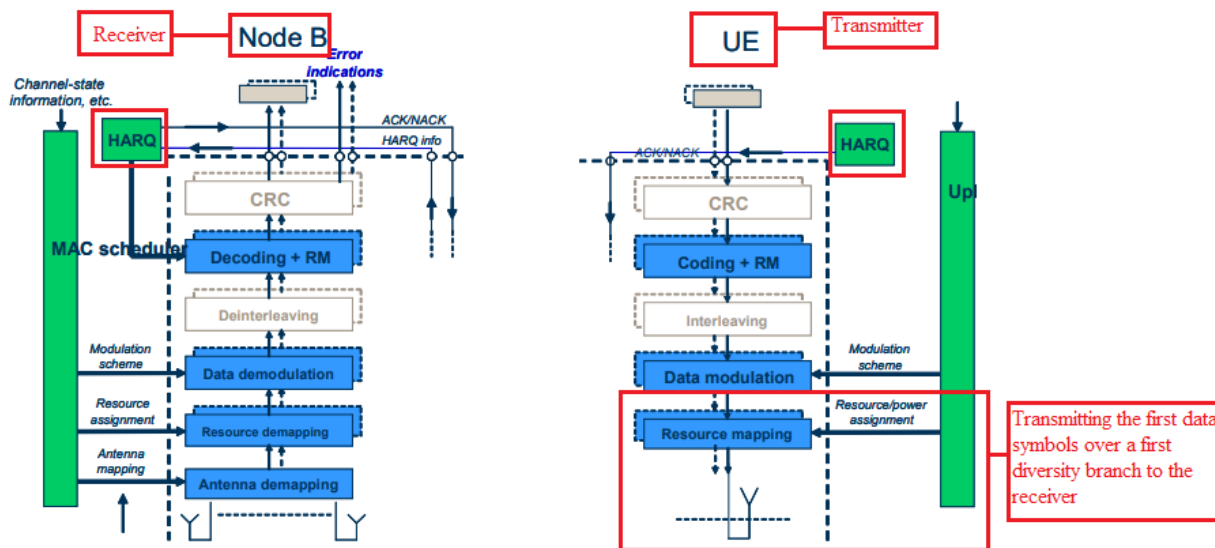 Receiver
Node B
Error
indications
Channel-state
information, etc.
HARQ
ACK/NACK
HARQ info
CRC
MAC scheduler
Decoding + RM
Deinterleaving
Modulation
scheme
Data demodulation
Resource
assignment
Resource demapping
Antenna
mapping
Antenna demapping
UE
Transmitter
ACK/NACK
HARQ
CRC
Upl
Coding + RM
Interleaving
Data modulation
Modulation
scheme
Resource mapping
Resource/power
assignment
Transmitting the first data
symbols over a first
diversity branch to the
receiver